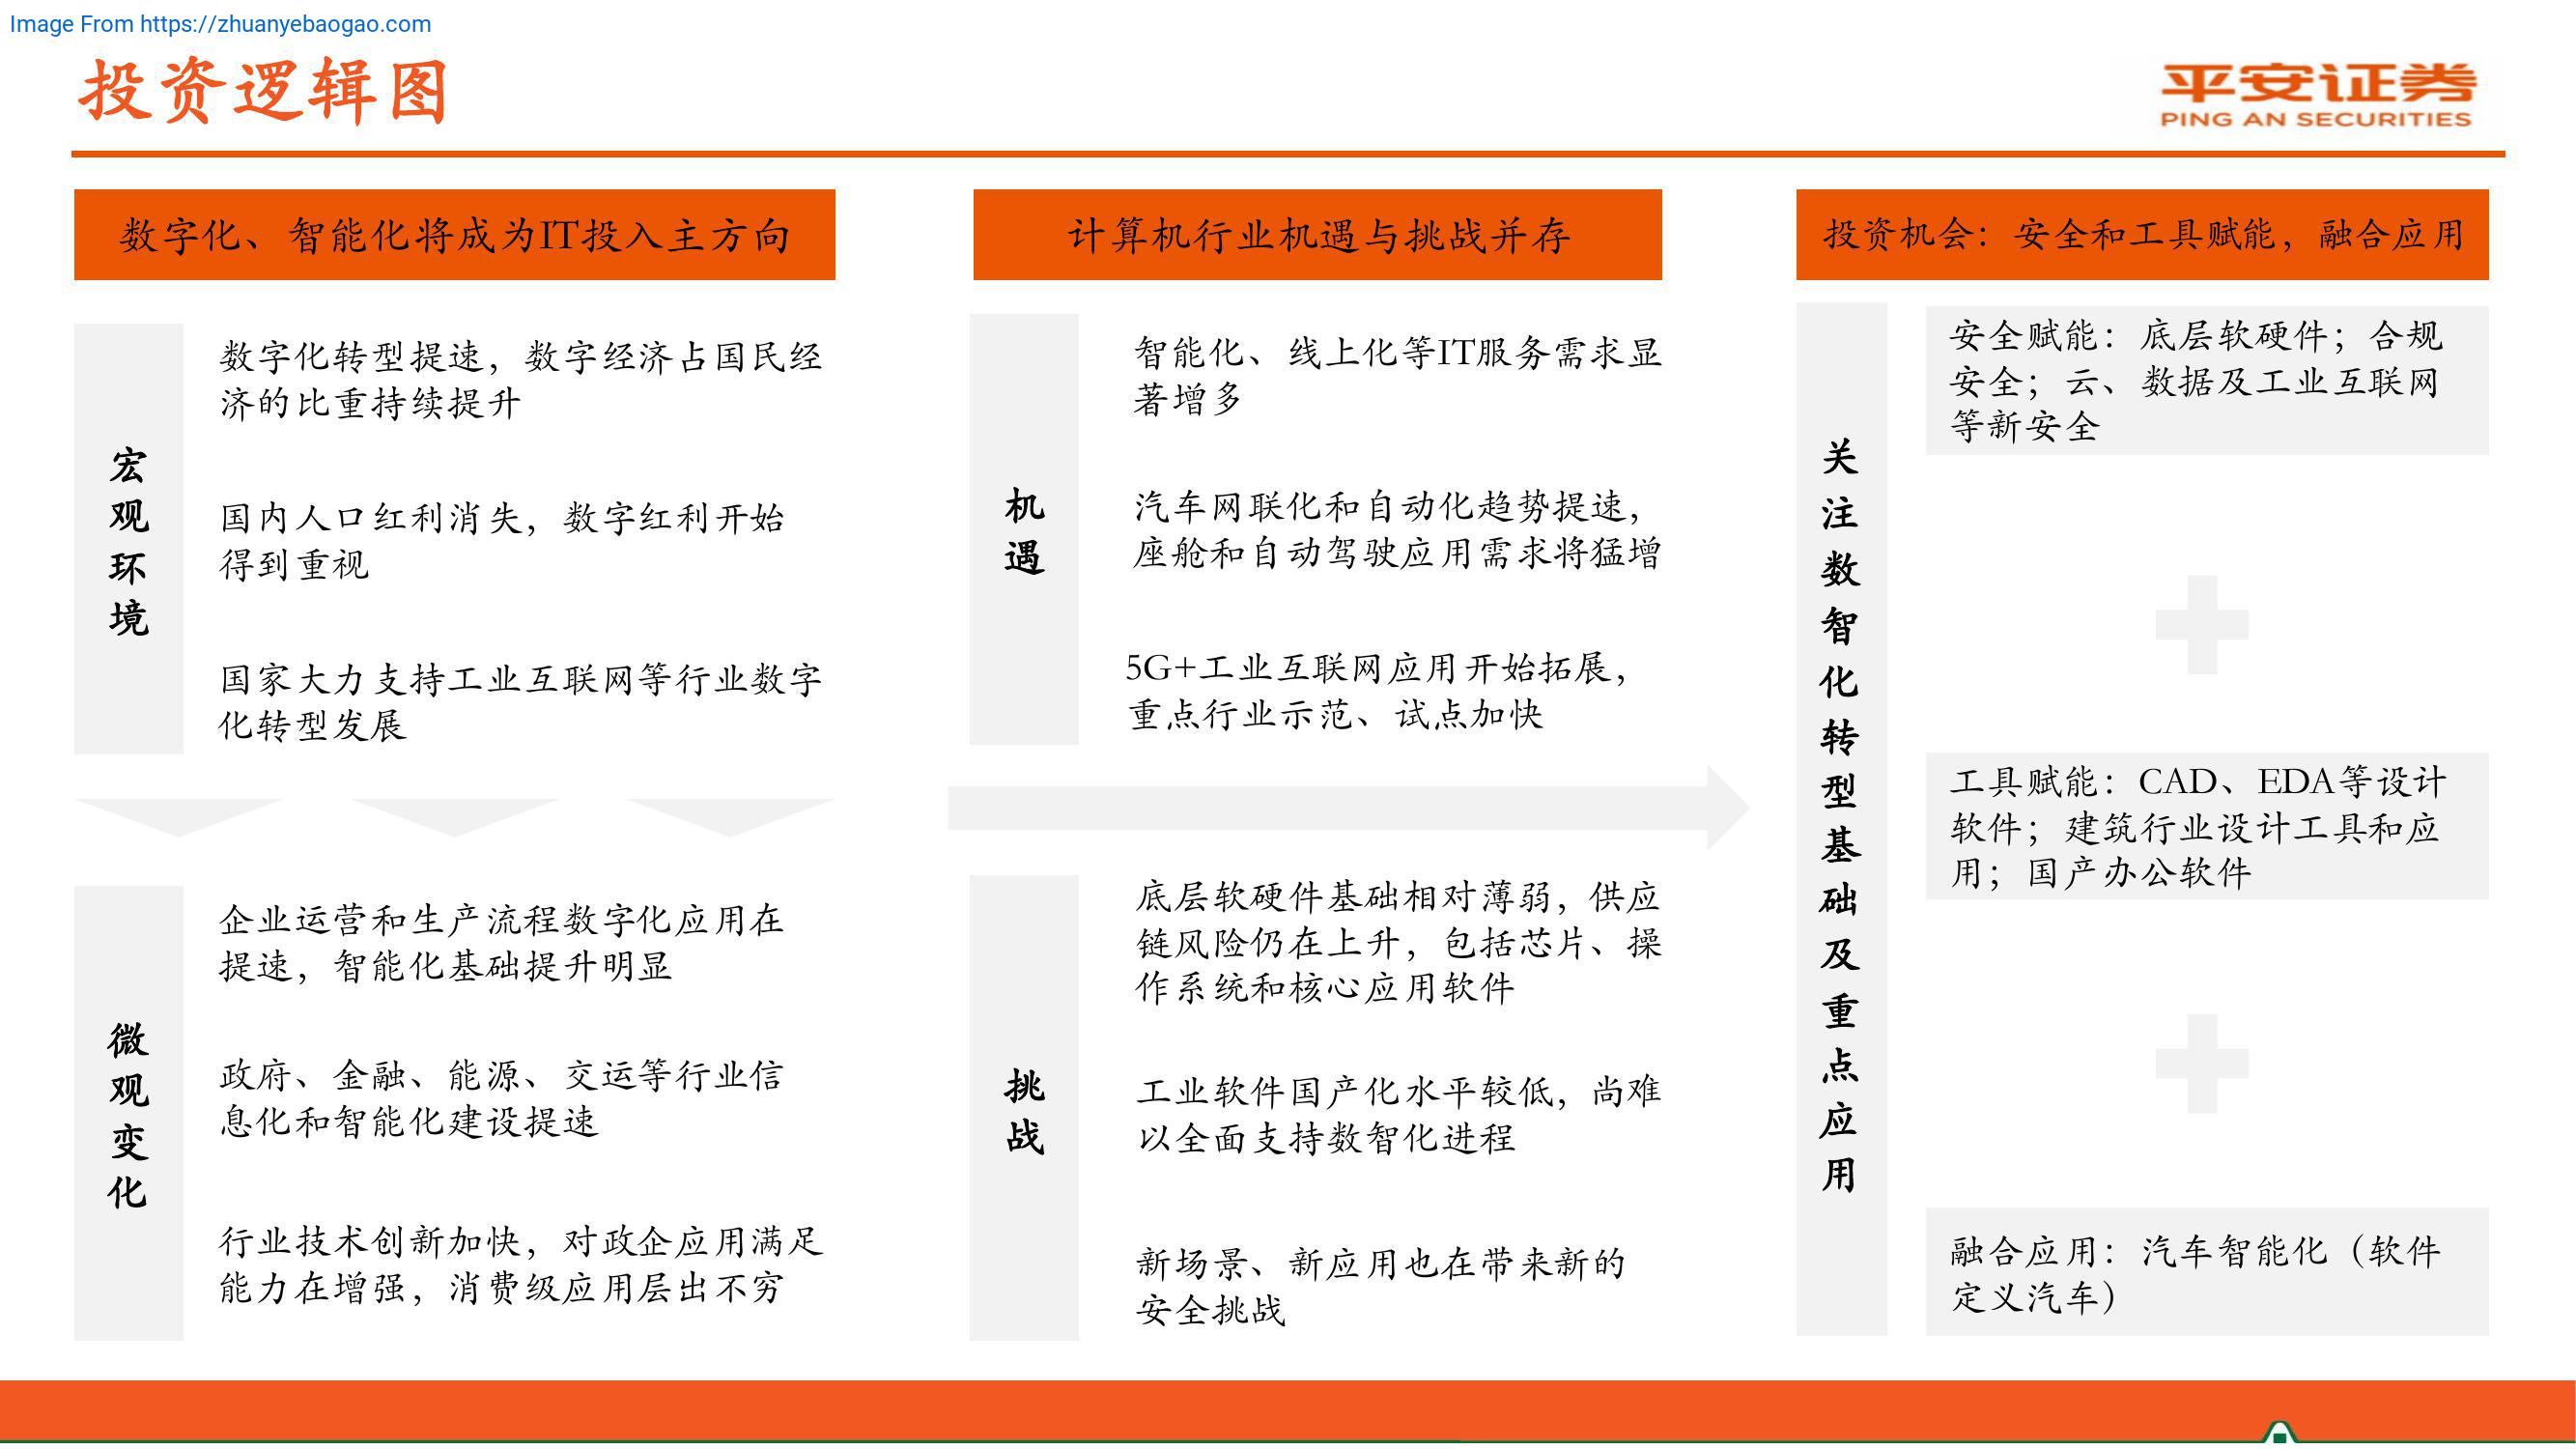 Image From https://zhuanyebaogao.com
投资逻辑图
平安证券
PING AN SECURITIES
数字化、智能化将成为IT投入主方向
宏观环境
数字化转型提速，数字经济占国民经
济的比重持续提升
国内人口红利消失，数字红利开始
得到重视
国家大力支持工业互联网等行业数字
化转型发展
微观变化
企业运营和生产流程数字化应用在
提速，智能化基础提升明显
政府、金融、能源、交运等行业信
息化和智能化建设提速
行业技术创新加快，对政企应用满足
能力在增强，消费级应用层出不穷
计算机行业机遇与挑战并存
机遇
智能化、线上化等IT服务需求显
著增多
汽车网联化和自动化趋势提速，
座舱和自动驾驶应用需求将猛增
5G+工业互联网应用开始拓展，
重点行业示范、试点加快
挑战
底层软硬件基础相对薄弱，供应
链风险仍在上升，包括芯片、操
作系统和核心应用软件
工业软件国产化水平较低，尚难
以全面支持数智化进程
新场景、新应用也在带来新的
安全挑战
投资机会：安全和工具赋能，融合应用
关注数智化转型基础及重点应用
安全赋能：底层软硬件；合规
安全；云、数据及工业互联网
等新安全
工具赋能：CAD、EDA等设计
软件；建筑行业设计工具和应
用；国产办公软件
融合应用：汽车智能化（软件
定义汽车）